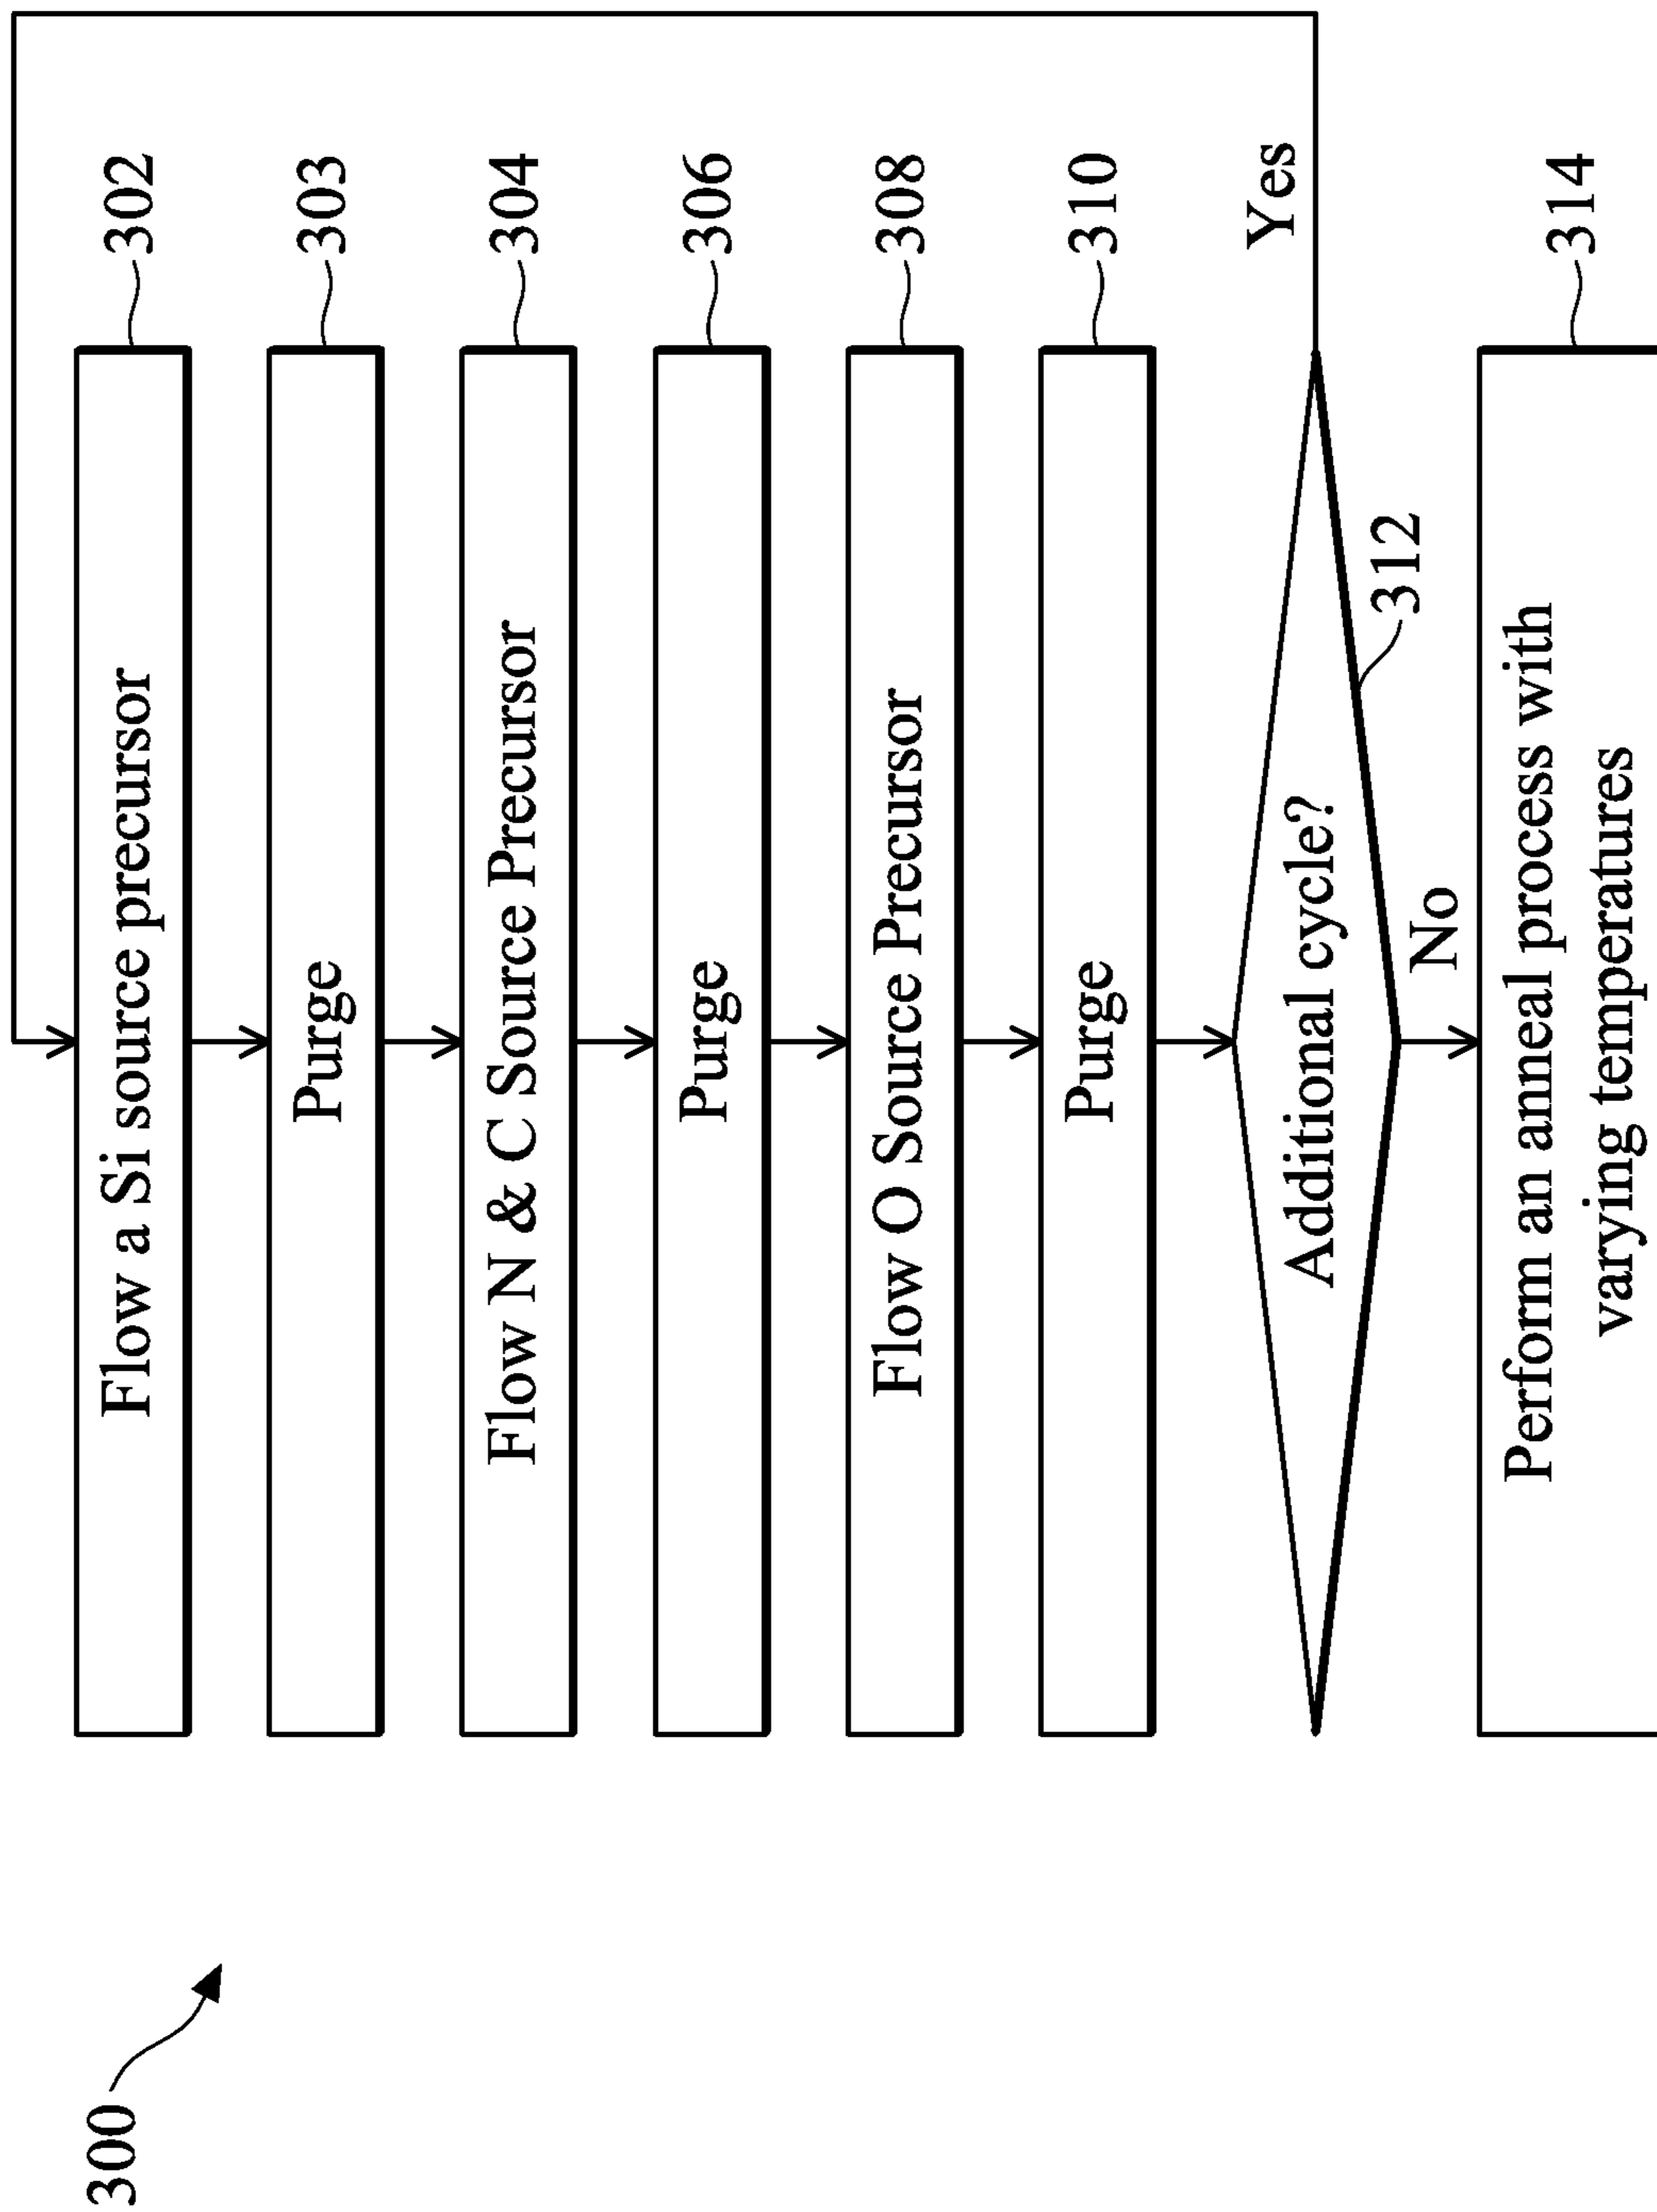 300
Flow a Si source precursor
302
Purge
303
Flow N & C Source Precursor
304
Purge
306
Flow O Source Precursor
308
Purge
310
Additional cycle?
Yes
312
No
Perform an anneal process with
varying temperatures
314